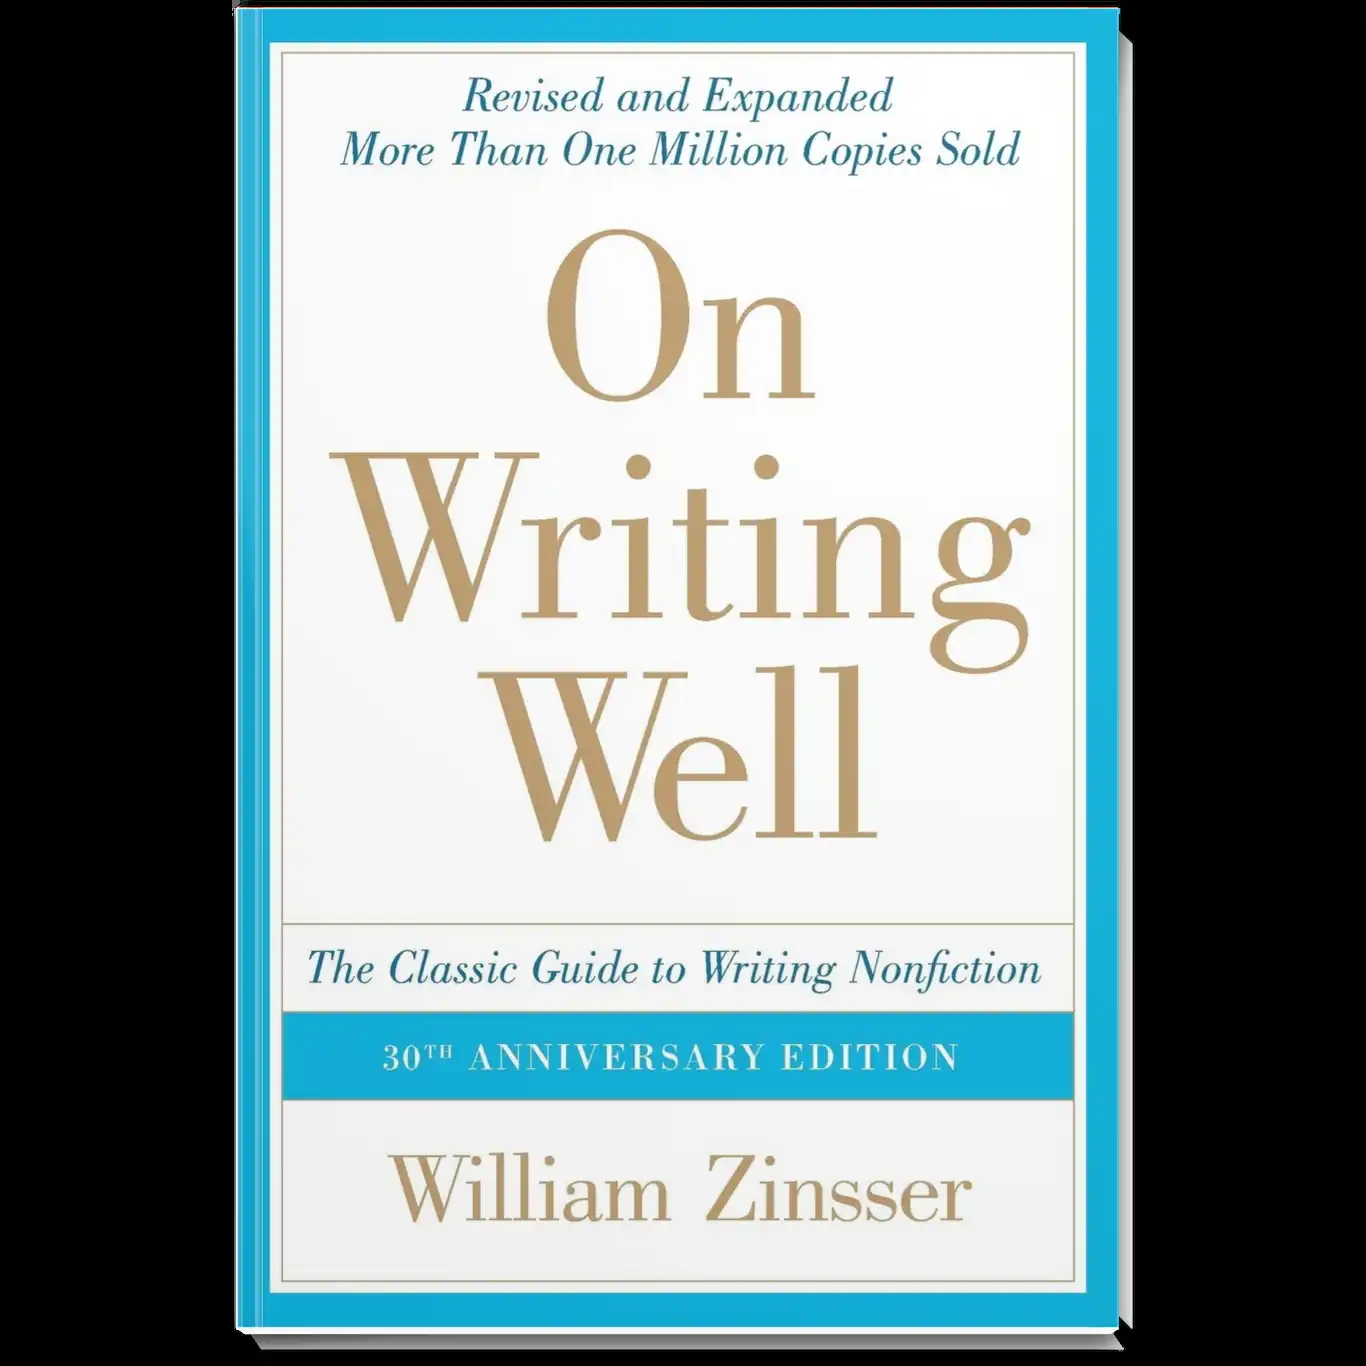 Revised and Expanded
More Than One Million Copies Sold
On
Writing
Well
The Classic Guide to Writing Nonfiction
30TH ANNIVERSARY EDITION
William Zinsser